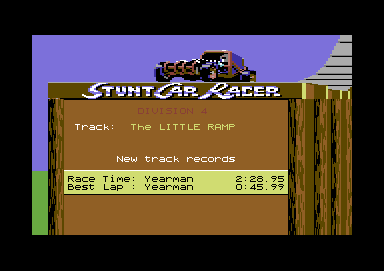 STUNT CAR RACER
DIVISION 4
Track: The LITTLE RAMP
New track records
Race Time: Yearman 2:28.95
Best Lap : Yearman 0:45.99